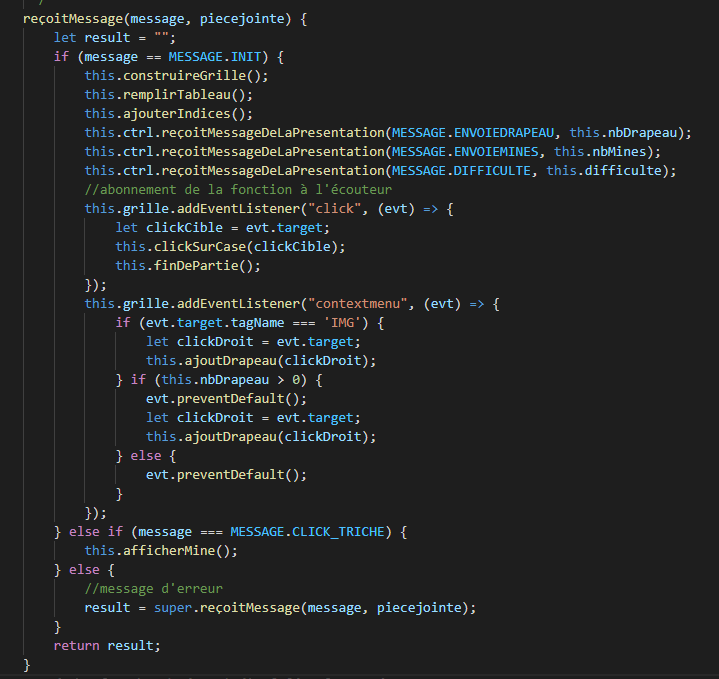 reçoitMessage(message, piecejointe) {
let result = "";
if (message == MESSAGE.INIT) {
this.construireGrille();
this.remplirTableau();
this.ajouterIndices();
this.ctrl.reçoitMessageDeLaPresentation(MESSAGE.ENVOIEDRAPEAU, this.nbDrapeau);
this.ctrl.reçoitMessageDeLaPresentation(MESSAGE.ENVOIEMINES, this.nbMines);
this.ctrl.reçoitMessageDeLaPresentation(MESSAGE.DIFFICULTE, this.difficulte);
//abonnement de la fonction à l'écouteur
this.grille.addEventListener("click", (evt) => {
let clickCible = evt.target;
this.clickSurCase(clickCible);
this.finDePartie();
});
this.grille.addEventListener("contextmenu", (evt) => {
if (evt.target.tagName === 'IMG') {
let clickDroit = evt.target;
this.ajoutDrapeau(clickDroit);
} if (this.nbDrapeau > 0) {
evt.preventDefault();
let clickDroit = evt.target;
this.ajoutDrapeau(clickDroit);
} else {
evt.preventDefault();
}
});
} else if (message === MESSAGE.CLICK_TRICHE) {
this.afficherMine();
} else {
//message d'erreur
result = super.reçoitMessage(message, piecejointe);
}
return result;
}